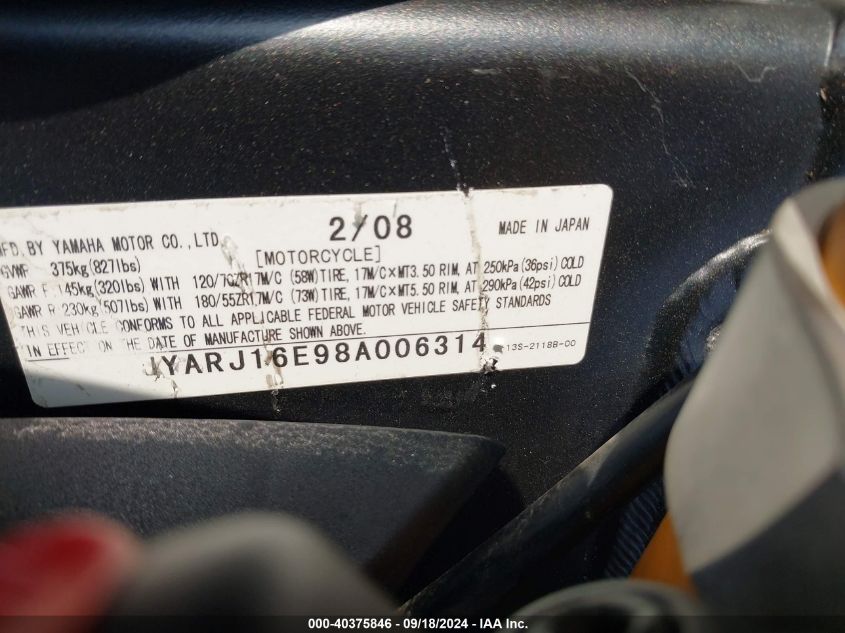 2/08 MADE IN JAPAN
MFD. BY YAMAHA MOTOR CO., LTD.
[MOTORCYCLE]
GVWR 375kg(827lbs)
GAWR F 145kg(320lbs) WITH 120/70ZR17M/C (58W) TIRE, 17M/C×MT3.50 RIM, AT 250kPa(36psi) COLD
GAWR R 230kg(507lbs) WITH 180/55ZR17M/C (73W) TIRE, 17M/C×MT5.50 RIM, AT 290kPa(42psi) COLD
THIS VEHICLE CONFORMS TO ALL APPLICABLE FEDERAL MOTOR VEHICLE SAFETY STANDARDS
IN EFFECT ON THE DATE OF MANUFACTURE SHOWN ABOVE.
JYARJ16E98A006314 13S-2118B-00
000-40375846 - 09/18/2024 - IAA Inc.